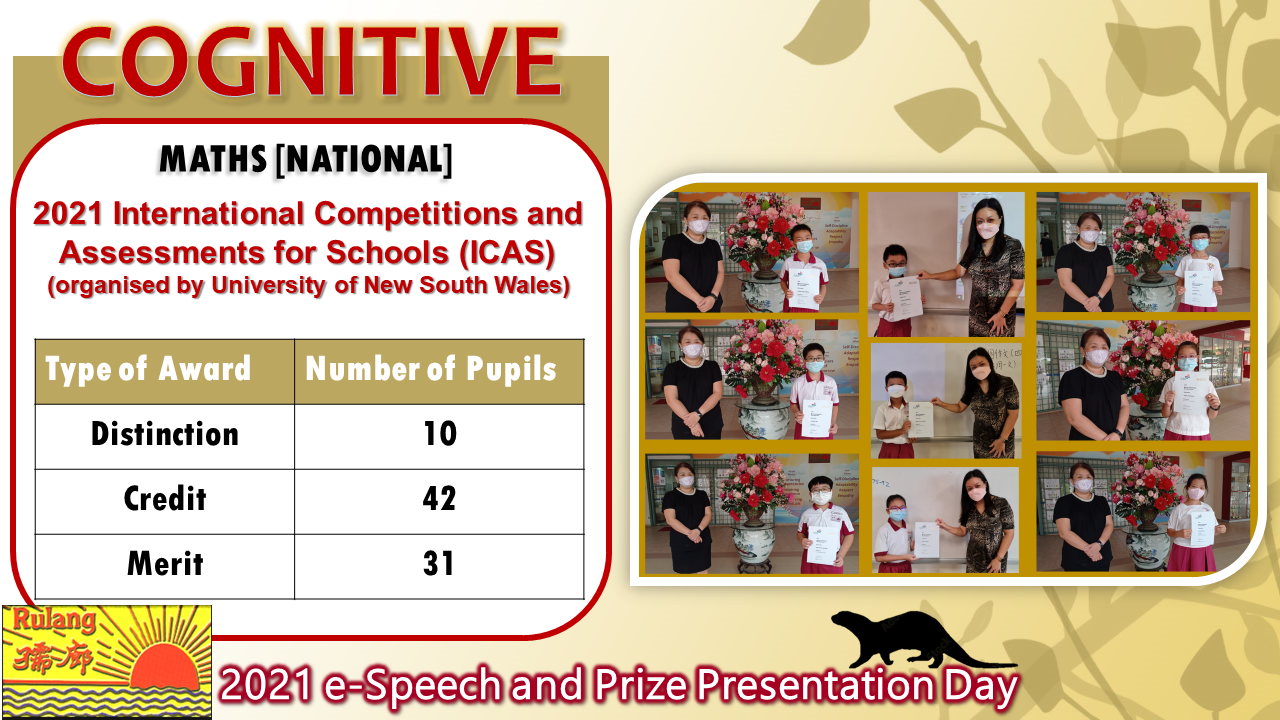 COGNITIVE
MATHS [NATIONAL]
2021 International Competitions and
Assessments for Schools (ICAS)
(organised by University of New South Wales)
Type of Award Number of Pupils
Distinction 10
Credit 42
Merit 31
Rulang
孺廊
2021 e-Speech and Prize Presentation Day